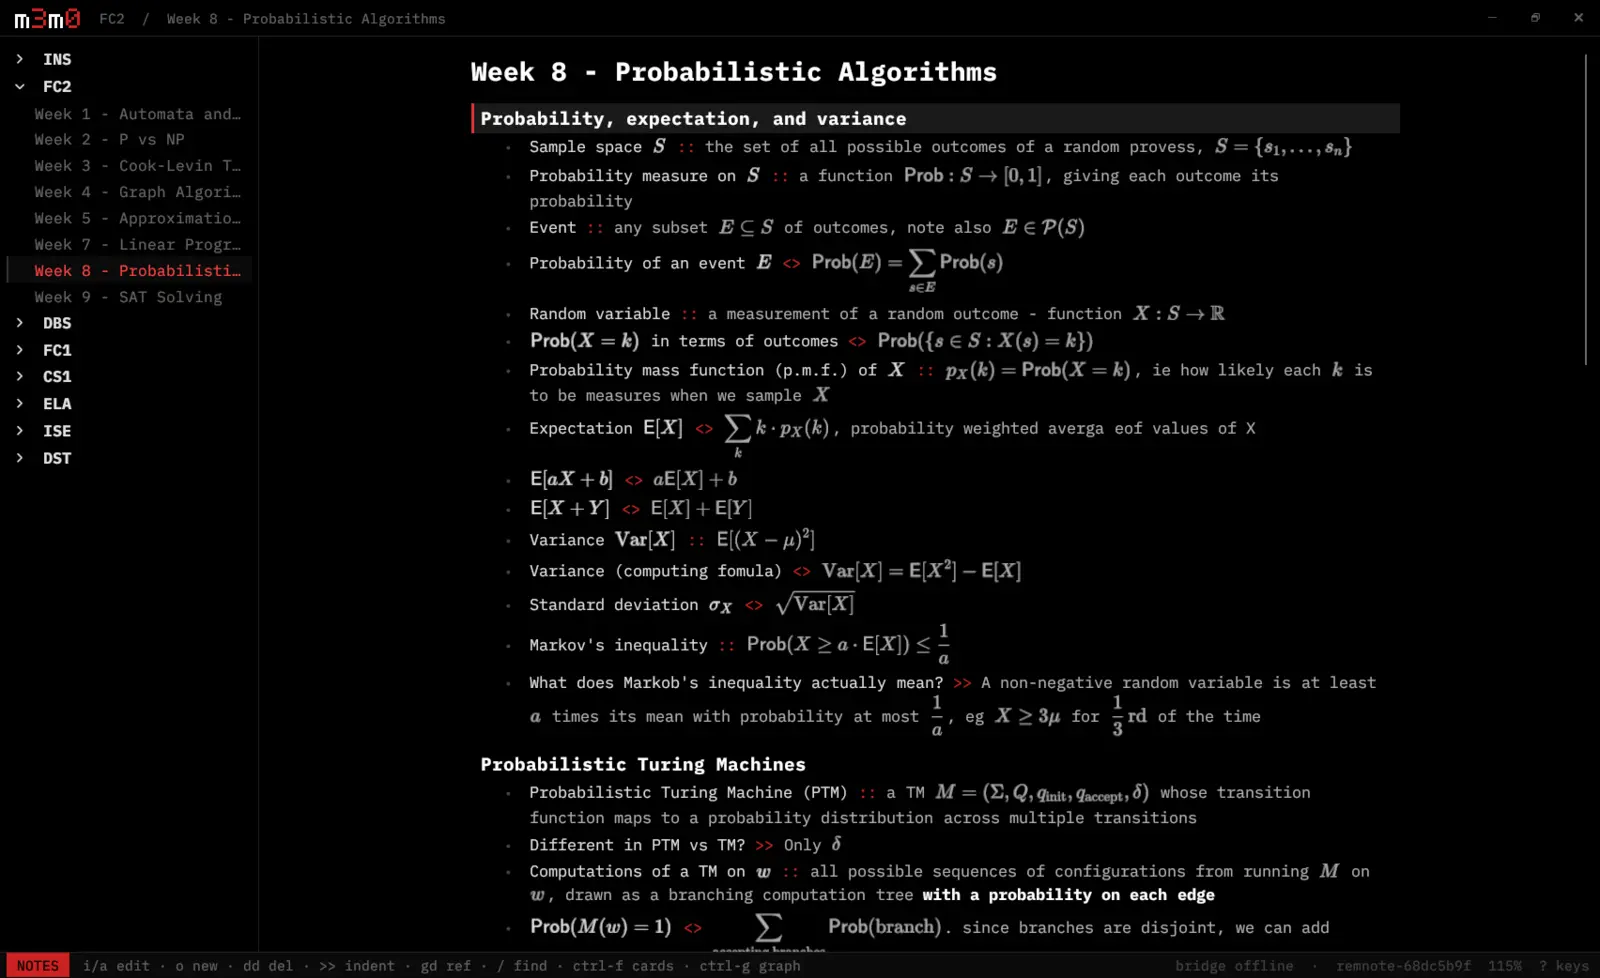 m3m0 FC2 / Week 8 - Probabilistic Algorithms
INS
FC2
Week 1 - Automata and…
Week 2 - P vs NP
Week 3 - Cook-Levin T…
Week 4 - Graph Algori…
Week 5 - Approximatio…
Week 7 - Linear Progr…
Week 8 - Probabilisti…
Week 9 - SAT Solving
DBS
FC1
CS1
ELA
ISE
DST
Week 8 - Probabilistic Algorithms
Probability, expectation, and variance
Sample space S :: the set of all possible outcomes of a random provess, S = {s₁,…,sₙ}
Probability measure on S :: a function Prob : S → [0,1], giving each outcome its
probability
Event :: any subset E ⊆ S of outcomes, note also E ∈ 𝒫(S)
Probability of an event E <> Prob(E) = ∑_{s∈E} Prob(s)
Random variable :: a measurement of a random outcome - function X : S → ℝ
Prob(X = k) in terms of outcomes <> Prob({s ∈ S : X(s) = k})
Probability mass function (p.m.f.) of X :: p_X(k) = Prob(X = k), ie how likely each k is
to be measures when we sample X
Expectation E[X] <> ∑_k k · p_X(k), probability weighted averga eof values of X
E[aX + b] <> aE[X] + b
E[X + Y] <> E[X] + E[Y]
Variance Var[X] :: E[(X − μ)²]
Variance (computing fomula) <> Var[X] = E[X²] − E[X]
Standard deviation σ_X <> √Var[X]
Markov's inequality :: Prob(X ≥ a · E[X]) ≤ 1/a
What does Markob's inequality actually mean? >> A non-negative random variable is at least
a times its mean with probability at most 1/a, eg X ≥ 3μ for 1/3 rd of the time
Probabilistic Turing Machines
Probabilistic Turing Machine (PTM) :: a TM M = (Σ, Q, q_init, q_accept, δ) whose transition
function maps to a probability distribution across multiple transitions
Different in PTM vs TM? >> Only δ
Computations of a TM on w :: all possible sequences of configurations from running M on
w, drawn as a branching computation tree with a probability on each edge
Prob(M(w) = 1) <> ∑_{accepting branches} Prob(branch). since branches are disjoint, we can add
NOTES i/a edit · o new · dd del · >> indent · gd ref · / find · ctrl-f cards · ctrl-g graph
bridge offline · remnote-68dc5b9f 115% ? keys